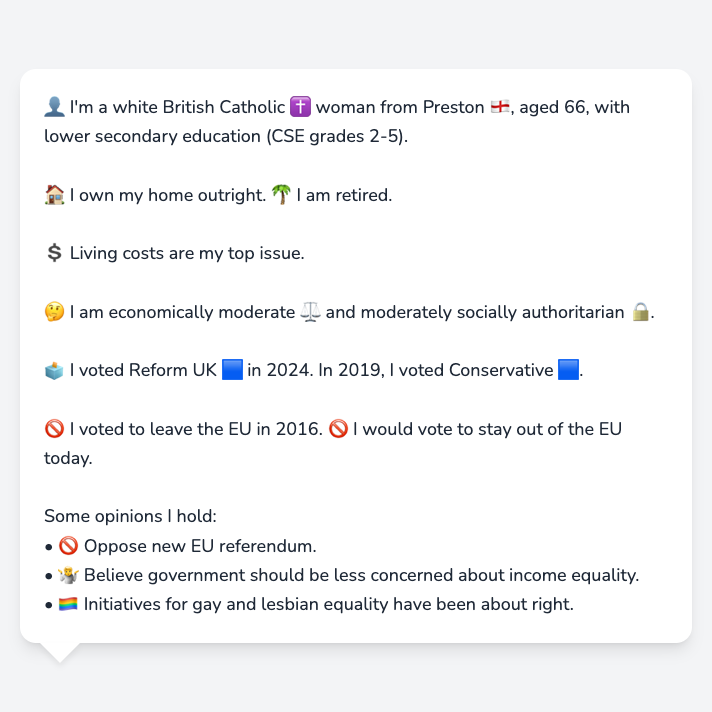 👤 I'm a white British Catholic ✝️ woman from Preston 🏴󠁧󠁢󠁥󠁮󠁧󠁿, aged 66, with
lower secondary education (CSE grades 2-5).
🏠 I own my home outright. 🌴 I am retired.
💲 Living costs are my top issue.
🤔 I am economically moderate ⚖️ and moderately socially authoritarian 🔒.
🗳️ I voted Reform UK 🟦 in 2024. In 2019, I voted Conservative 🟦.
🚫 I voted to leave the EU in 2016. 🚫 I would vote to stay out of the EU
today.
Some opinions I hold:
• 🚫 Oppose new EU referendum.
• 🤷 Believe government should be less concerned about income equality.
• 🏳️‍🌈 Initiatives for gay and lesbian equality have been about right.